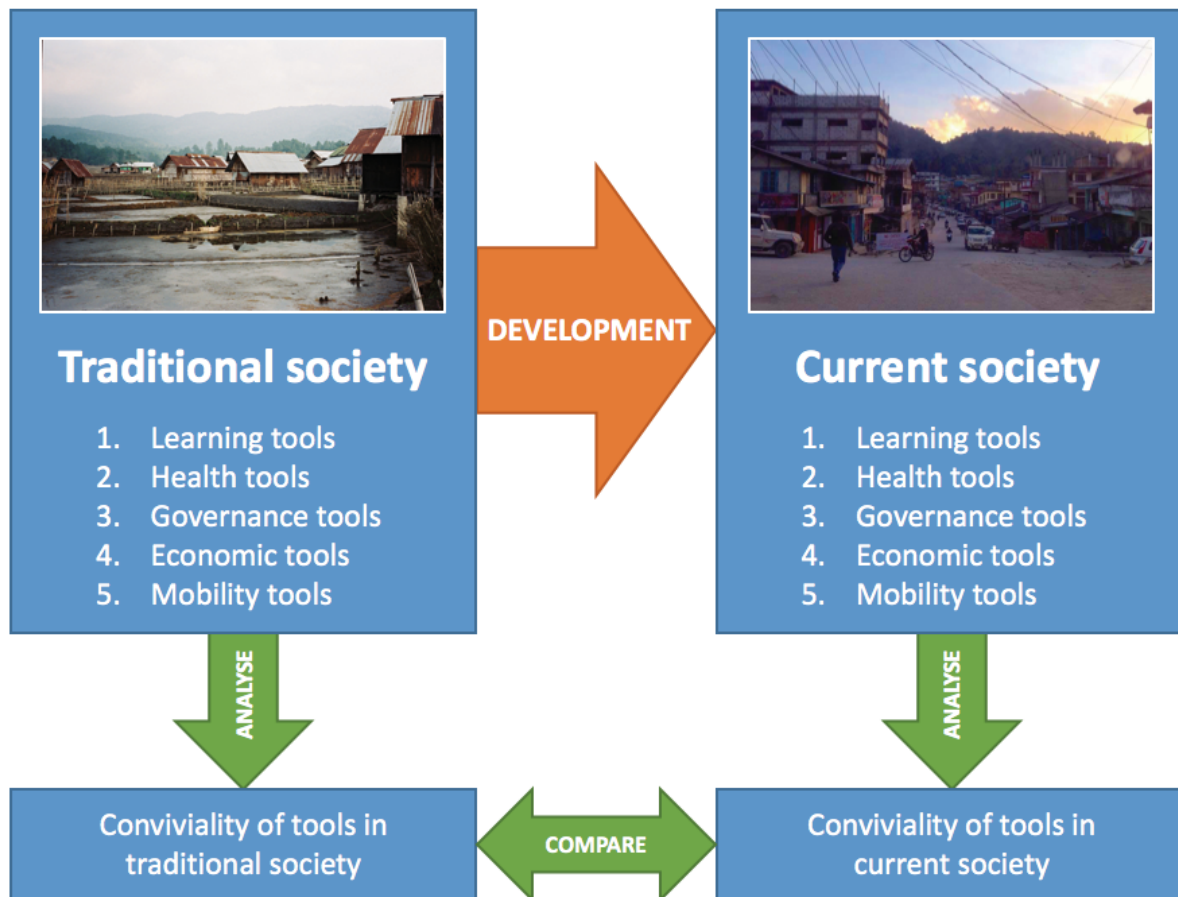 Traditional society
1. Learning tools
2. Health tools
3. Governance tools
4. Economic tools
5. Mobility tools
DEVELOPMENT
Current society
1. Learning tools
2. Health tools
3. Governance tools
4. Economic tools
5. Mobility tools
ANALYSE
ANALYSE
Conviviality of tools in
traditional society
COMPARE
Conviviality of tools in
current society